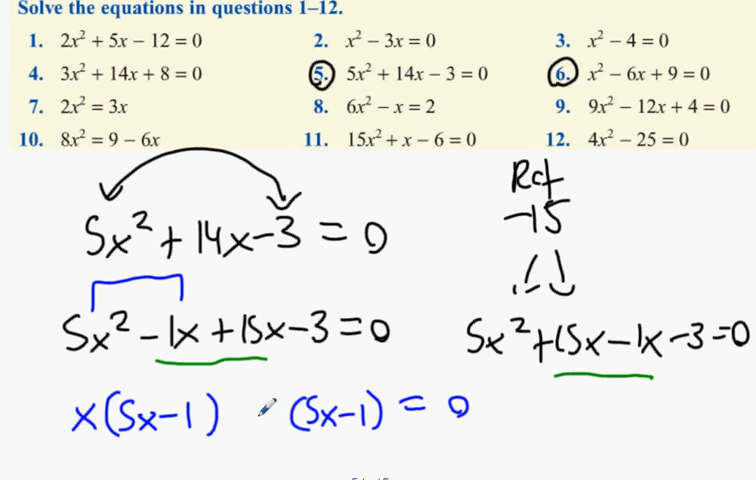 Solve the equations in questions 1–12.
1. 2x² + 5x − 12 = 0 2. x² − 3x = 0 3. x² − 4 = 0
4. 3x² + 14x + 8 = 0 5. 5x² + 14x − 3 = 0 6. x² − 6x + 9 = 0
7. 2x² = 3x 8. 6x² − x = 2 9. 9x² − 12x + 4 = 0
10. 8x² = 9 − 6x 11. 15x² + x − 6 = 0 12. 4x² − 25 = 0
Rct
−15
5x² + 14x − 3 = 0
5x² − 1x + 15x − 3 = 0 5x² + 15x − 1x − 3 = 0
x(5x − 1) (5x − 1) = 0